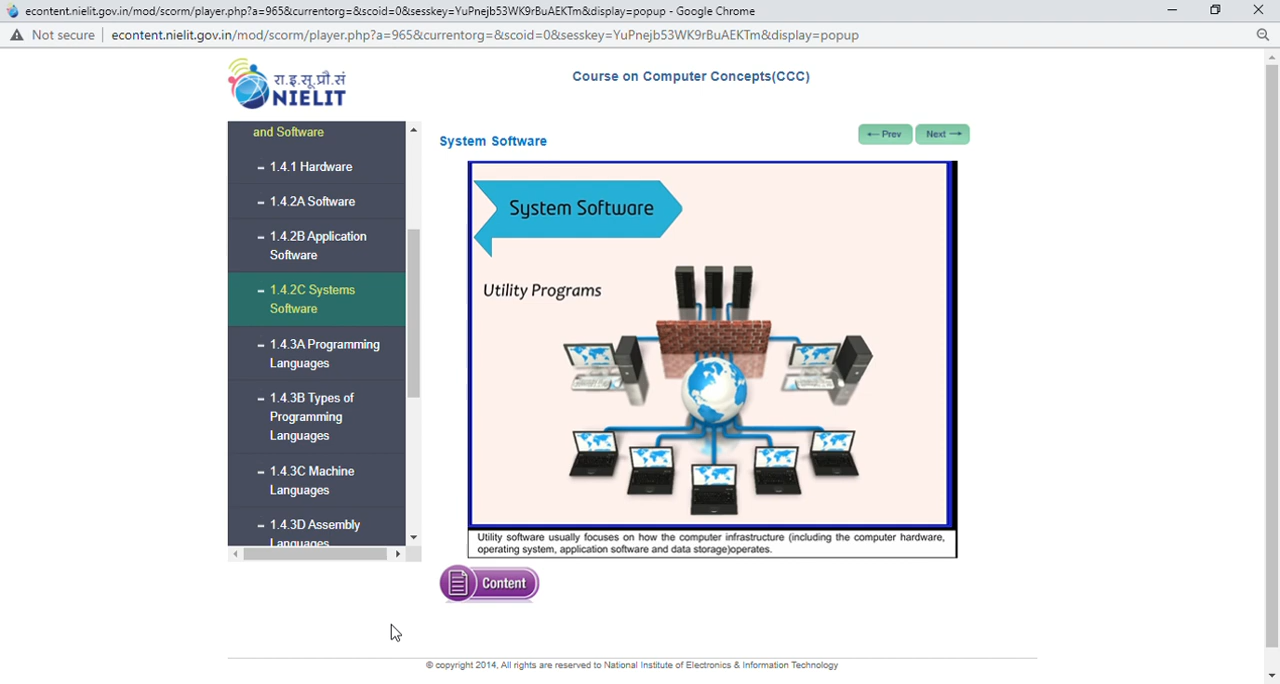 econtent.nielit.gov.in/mod/scorm/player.php?a=965&currentorg=&scoid=0&sesskey=YuPnejb53WK9rBuAEKTm&display=popup - Google Chrome
Not secure
econtent.nielit.gov.in/mod/scorm/player.php?a=965&currentorg=&scoid=0&sesskey=YuPnejb53WK9rBuAEKTm&display=popup
रा.इ.सू.प्रौ.सं
NIELIT
Course on Computer Concepts(CCC)
and Software
– 1.4.1 Hardware
– 1.4.2A Software
– 1.4.2B Application
Software
– 1.4.2C Systems
Software
– 1.4.3A Programming
Languages
– 1.4.3B Types of
Programming
Languages
– 1.4.3C Machine
Languages
– 1.4.3D Assembly
Languages
System Software
← Prev
Next →
System Software
Utility Programs
Utility software usually focuses on how the computer infrastructure (including the computer hardware,
operating system, application software and data storage)operates.
Content
© copyright 2014, All rights are reserved to National Institute of Electronics & Information Technology